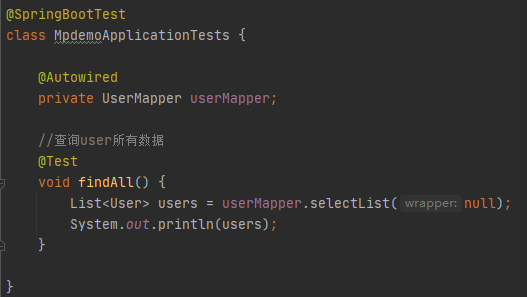 @SpringBootTest
class MpdemoApplicationTests {
@Autowired
private UserMapper userMapper;
//查询user所有数据
@Test
void findAll() {
List<User> users = userMapper.selectList( wrapper: null);
System.out.println(users);
}
}